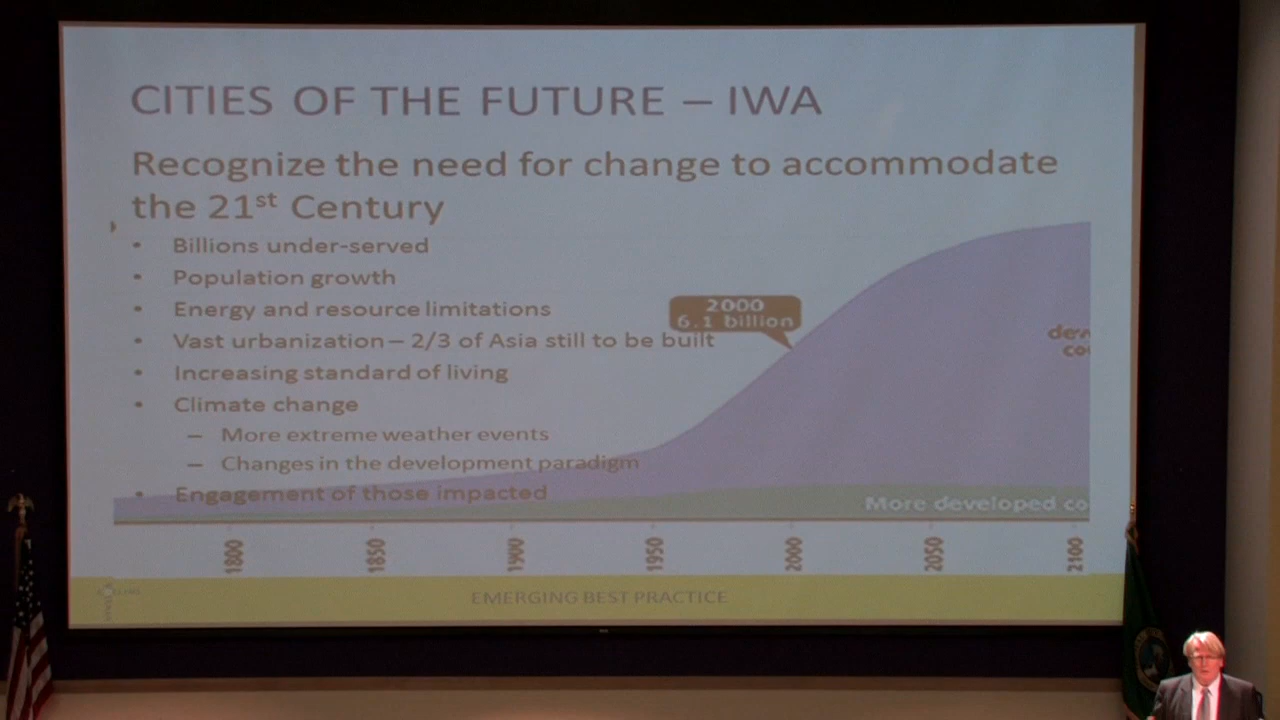 CITIES OF THE FUTURE – IWA
Recognize the need for change to accommodate
the 21st Century
• Billions under-served
• Population growth
• Energy and resource limitations
• Vast urbanization – 2/3 of Asia still to be built
• Increasing standard of living
• Climate change
– More extreme weather events
– Changes in the development paradigm
• Engagement of those impacted
2000
6.1 billion
More developed co
1800 1850 1900 1950 2000 2050 2100
EMERGING BEST PRACTICE